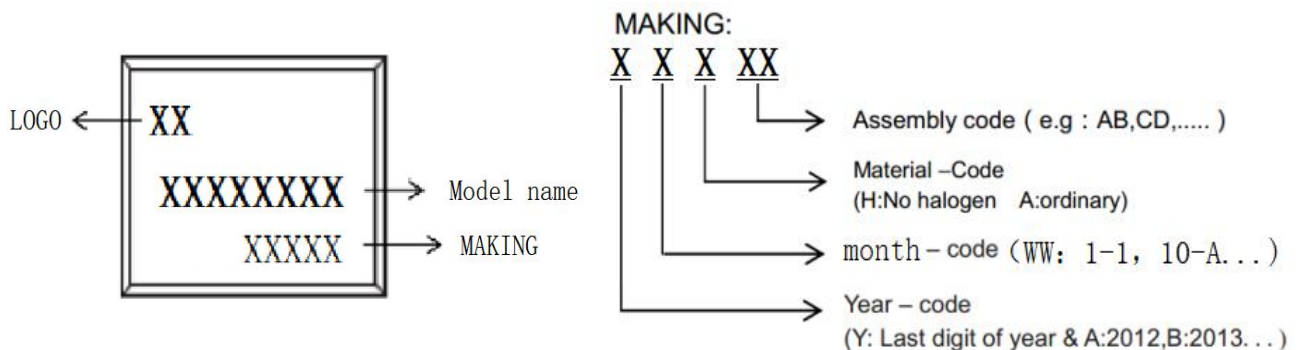 LOGO
XX
XXXXXXXX
Model name
XXXXX
MAKING
MAKING:
X X X XX
Assembly code ( e.g : AB,CD,..... )
Material –Code
(H:No halogen A:ordinary)
month – code (WW: 1-1, 10-A...)
Year – code
(Y: Last digit of year & A:2012,B:2013. . . )